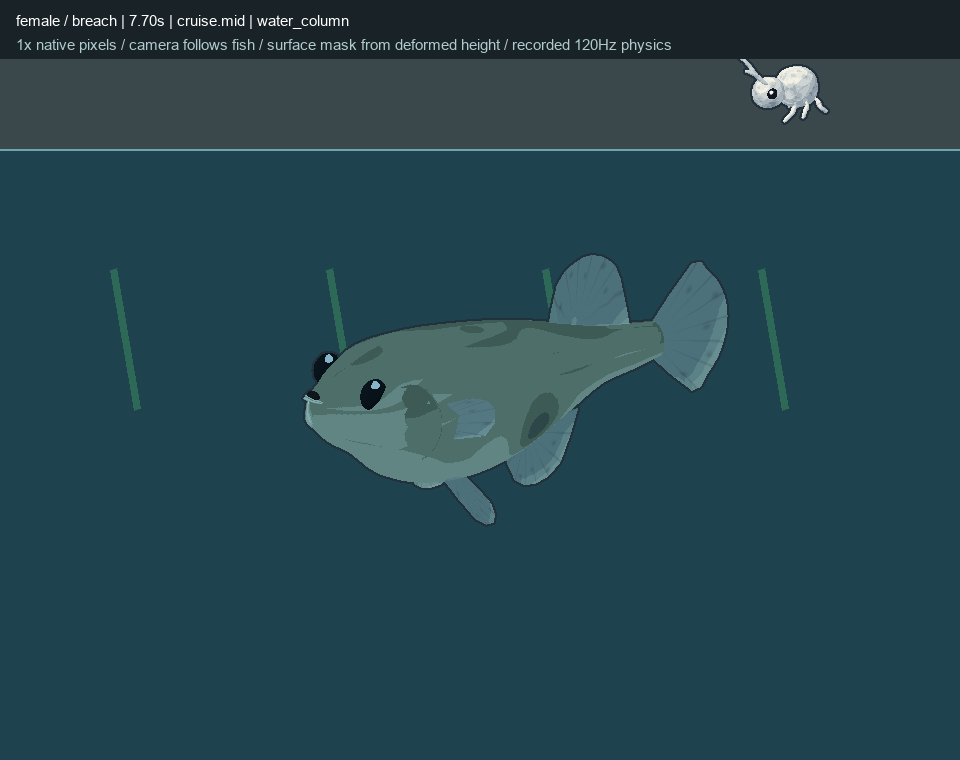 female / breach | 7.70s | cruise.mid | water_column
1x native pixels / camera follows fish / surface mask from deformed height / recorded 120Hz physics